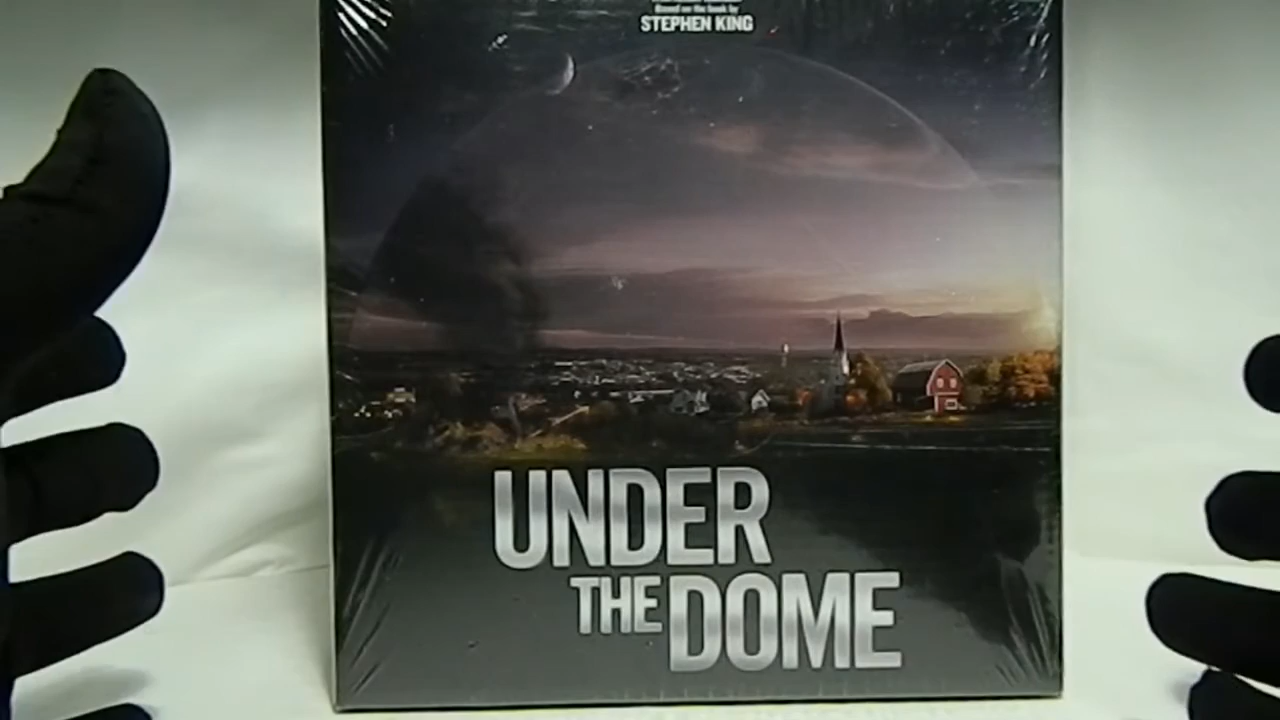 Based on the book by
STEPHEN KING
UNDER
THE DOME